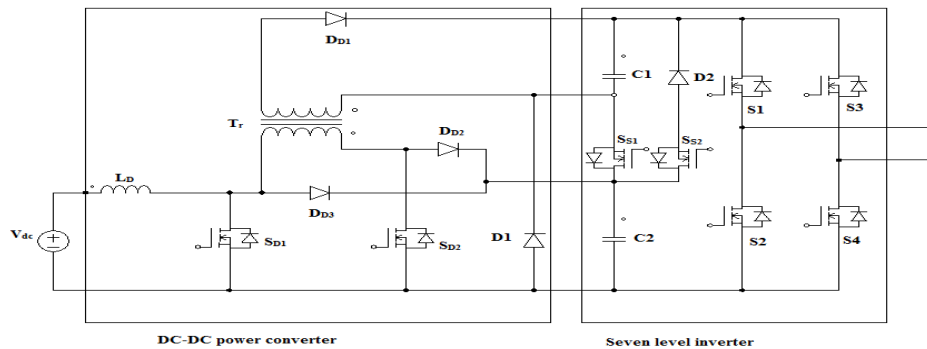 DD1
C1
D2
S1
S3
Tr
DD2
SS1
SS2
LD
DD3
Vdc
SD1
SD2
D1
C2
S2
S4
DC-DC power converter
Seven level inverter